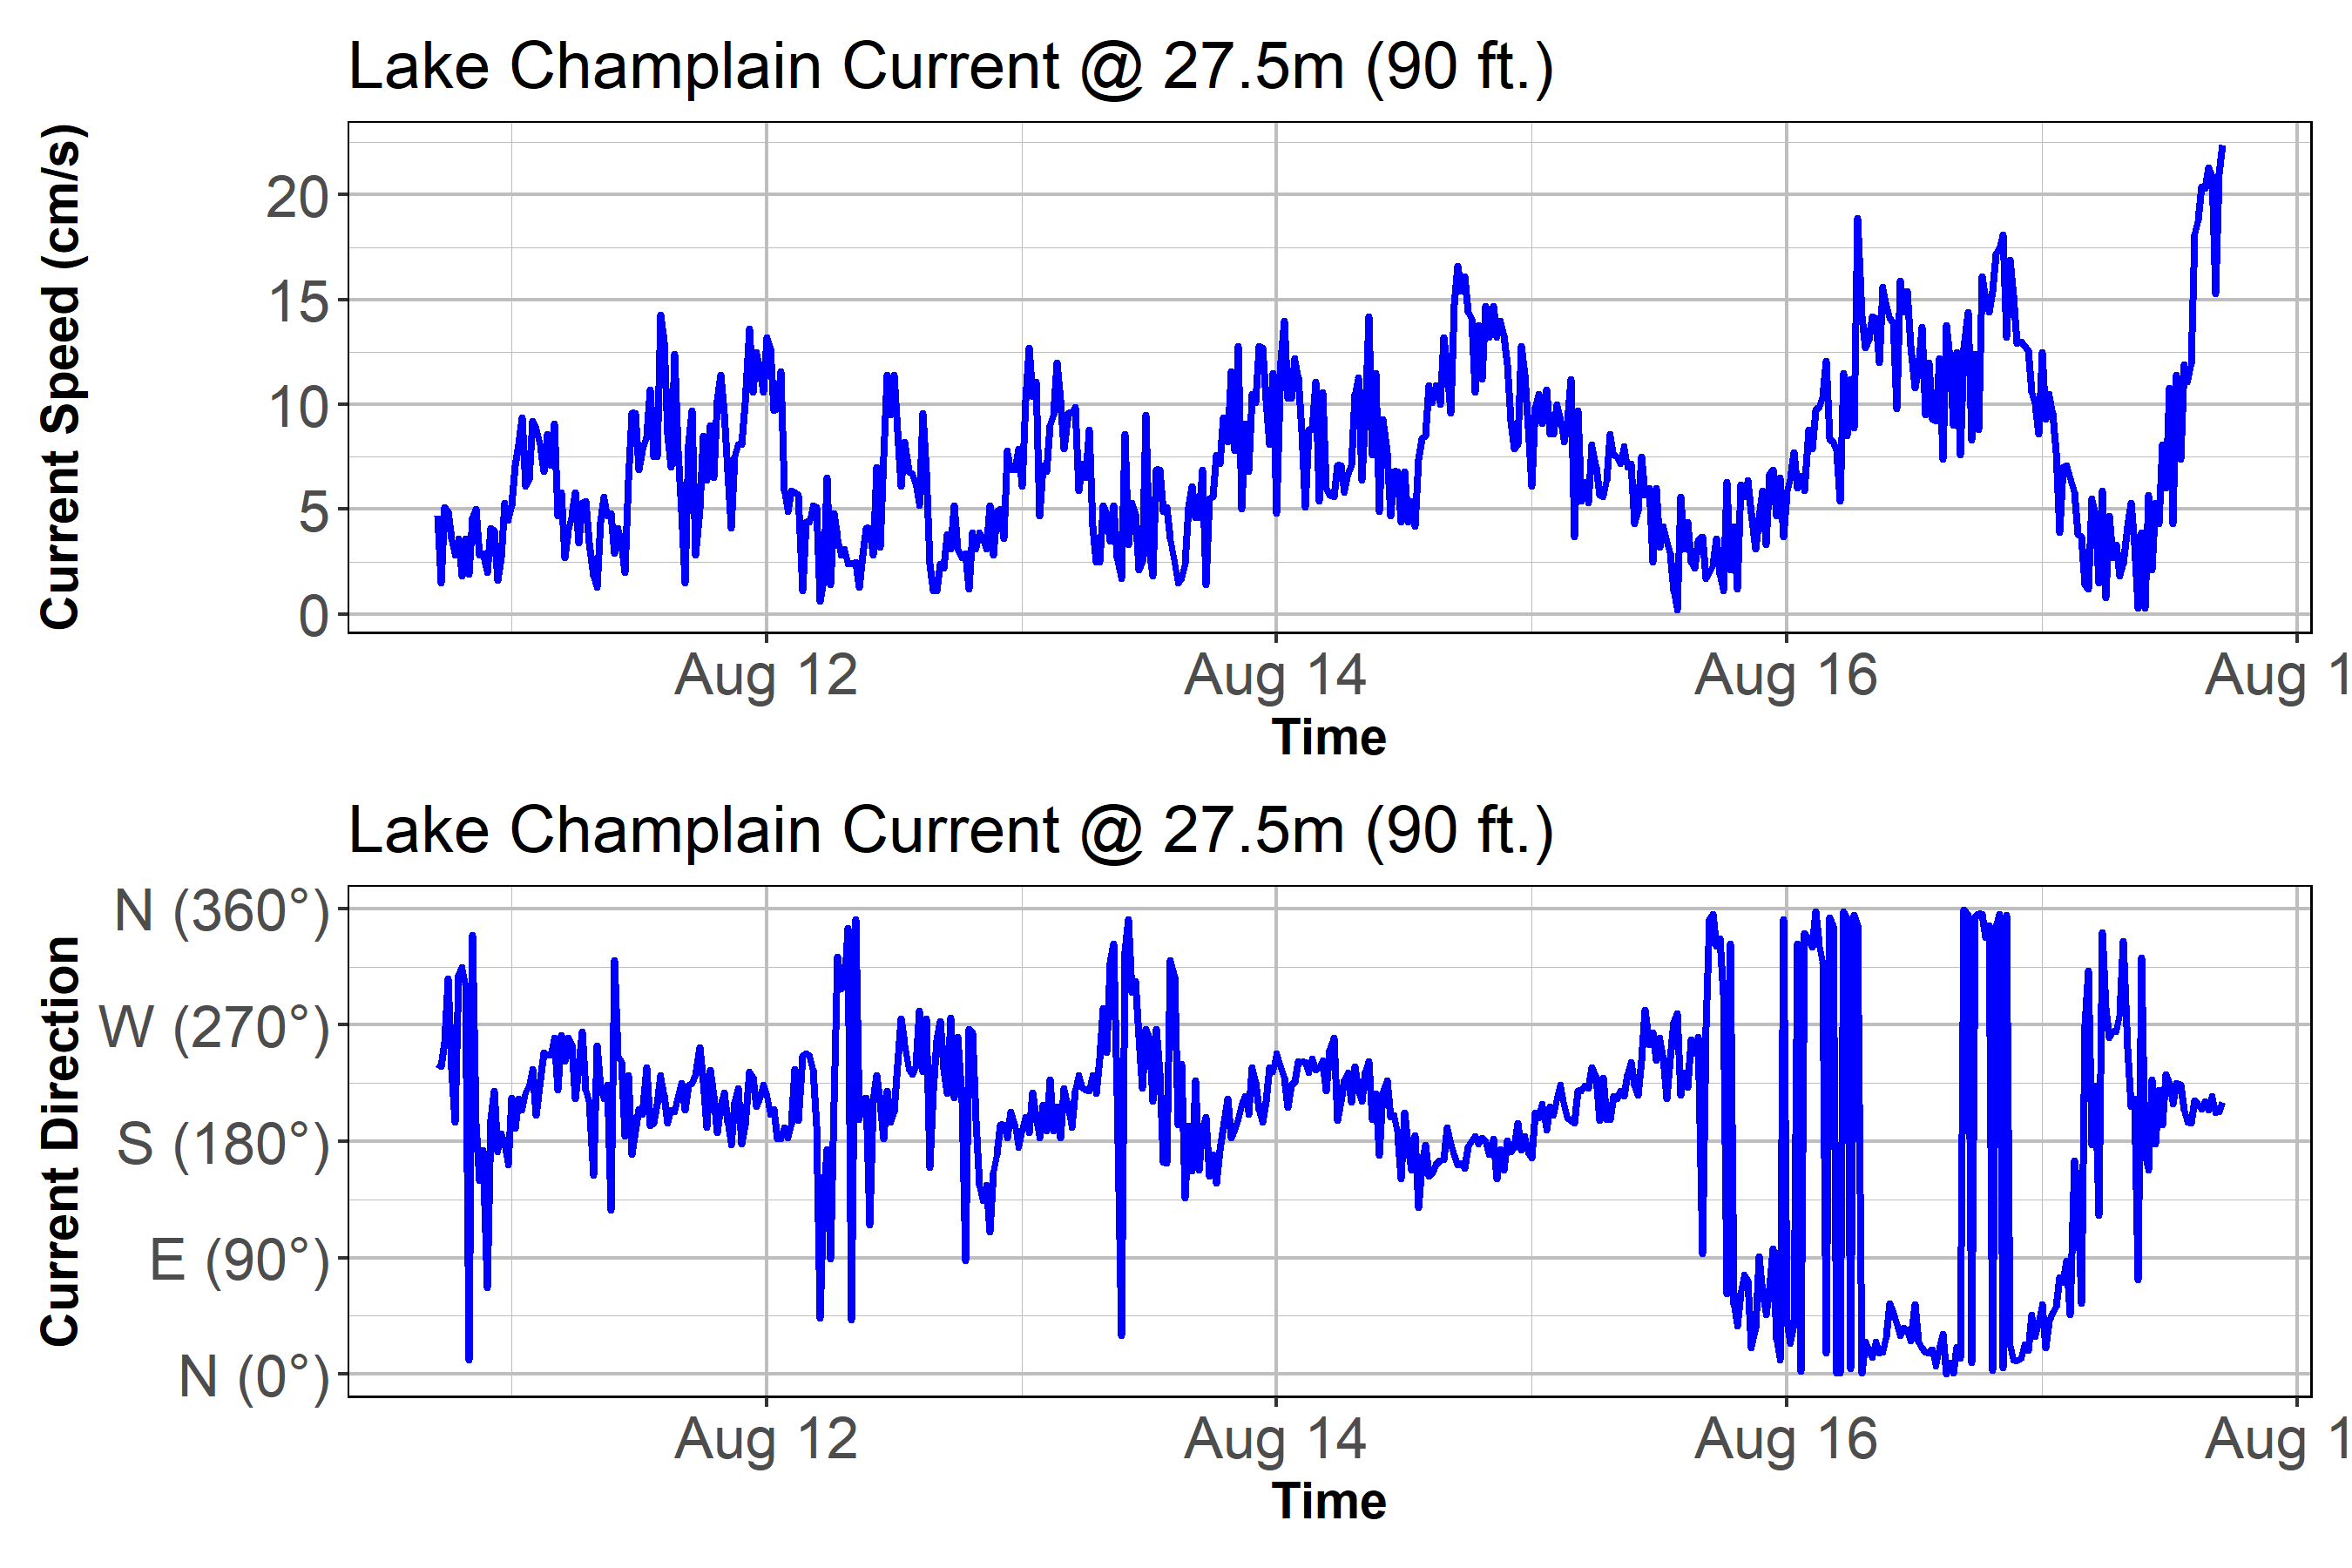 Lake Champlain Current @ 27.5m (90 ft.)
Current Speed (cm/s)
20
15
10
5
0
Aug 12 Aug 14 Aug 16 Aug 1
Time
Lake Champlain Current @ 27.5m (90 ft.)
Current Direction
N (360°)
W (270°)
S (180°)
E (90°)
N (0°)
Aug 12 Aug 14 Aug 16 Aug 1
Time